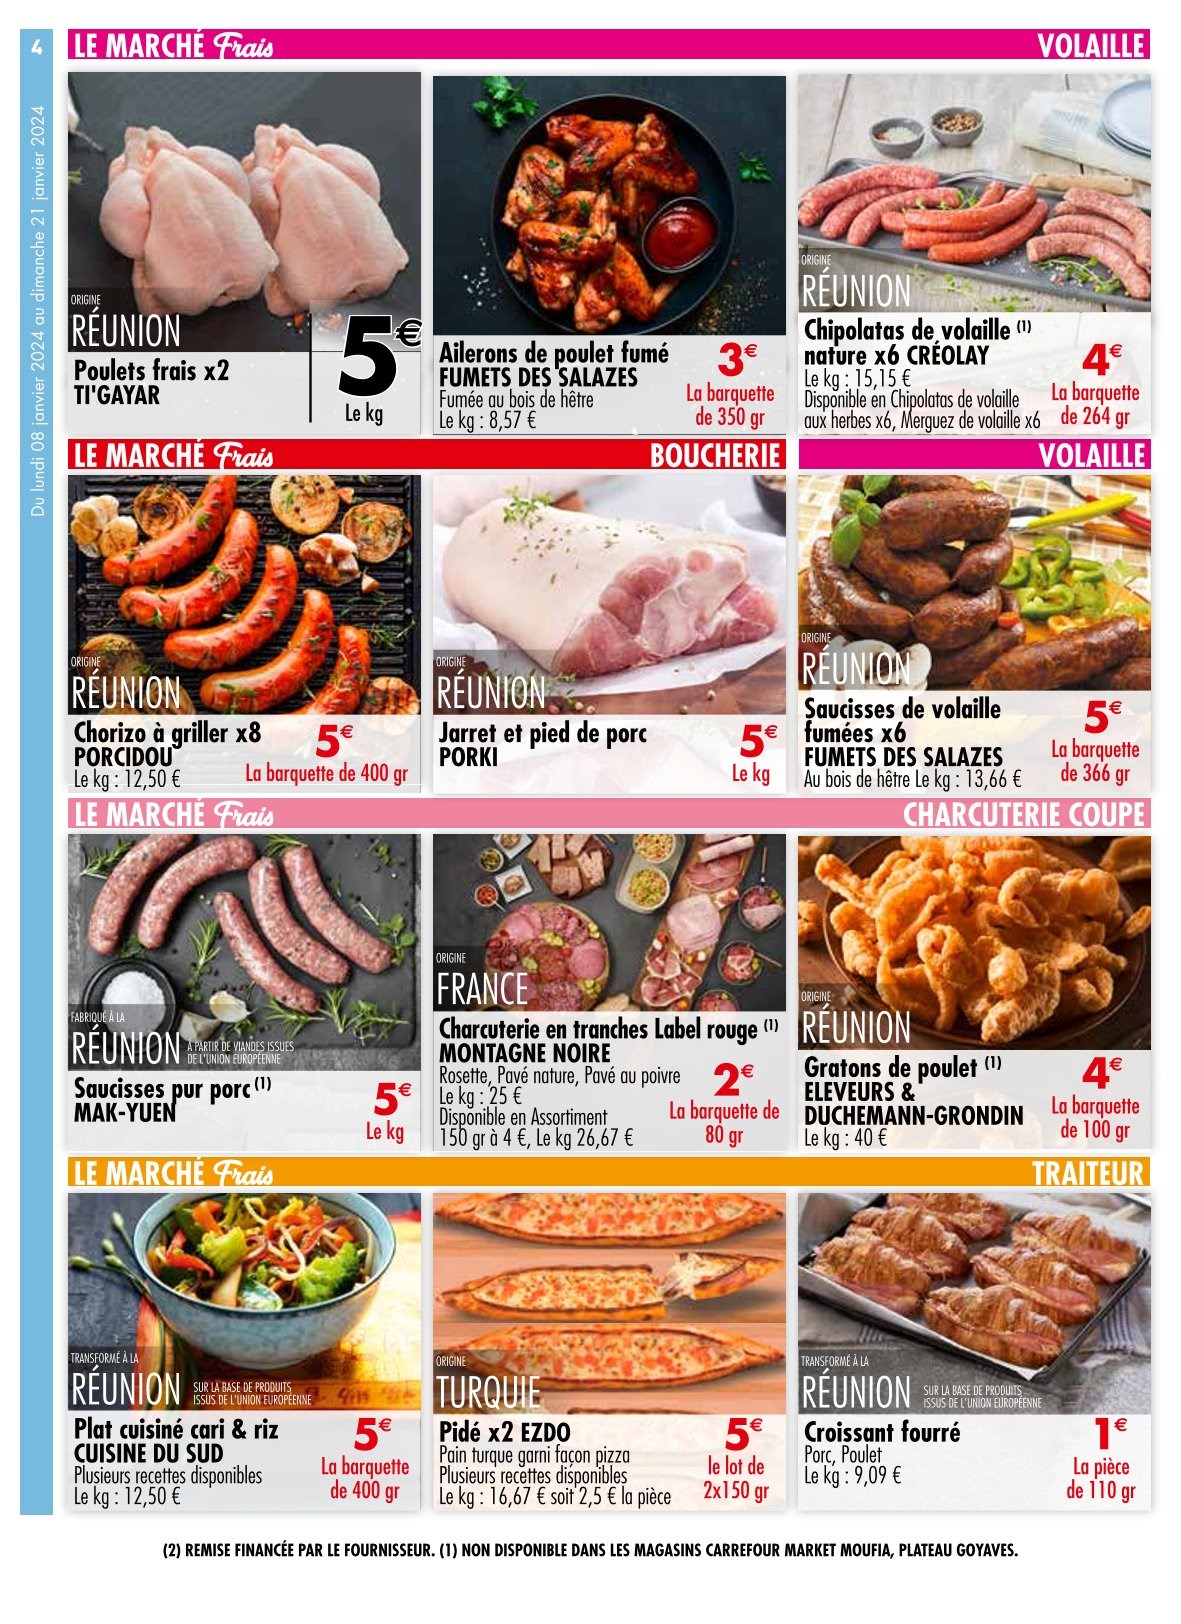 4
Du lundi 08 janvier 2024 au dimanche 21 janvier 2024
LE MARCHÉ Frais
VOLAILLE
ORIGINE
RÉUNION
Poulets frais x2
TI'GAYAR
5€
Le kg
Ailerons de poulet fumé
FUMETS DES SALAZES
Fumée au bois de hêtre
Le kg : 8,57 €
3€
La barquette
de 350 gr
ORIGINE
RÉUNION
Chipolatas de volaille (1)
nature x6 CRÉOLAY
Le kg : 15,15 €
Disponible en Chipolatas de volaille
aux herbes x6, Merguez de volaille x6
4€
La barquette
de 264 gr
LE MARCHÉ Frais
BOUCHERIE
VOLAILLE
ORIGINE
RÉUNION
Chorizo à griller x8
PORCIDOU
Le kg : 12,50 €
5€
La barquette de 400 gr
ORIGINE
RÉUNION
Jarret et pied de porc
PORKI
5€
Le kg
ORIGINE
RÉUNION
Saucisses de volaille
fumées x6
FUMETS DES SALAZES
Au bois de hêtre Le kg : 13,66 €
5€
La barquette
de 366 gr
LE MARCHÉ Frais
CHARCUTERIE COUPE
FABRIQUÉ À LA
RÉUNION
À PARTIR DE VIANDES ISSUES
DE L'UNION EUROPÉENNE
Saucisses pur porc (1)
MAK-YUEN
5€
Le kg
ORIGINE
FRANCE
Charcuterie en tranches Label rouge (1)
MONTAGNE NOIRE
Rosette, Pavé nature, Pavé au poivre
Le kg : 25 €
Disponible en Assortiment
150 gr à 4 €, Le kg 26,67 €
2€
La barquette de
80 gr
ORIGINE
RÉUNION
Gratons de poulet (1)
ELEVEURS &
DUCHEMANN-GRONDIN
Le kg : 40 €
4€
La barquette
de 100 gr
LE MARCHÉ Frais
TRAITEUR
TRANSFORMÉ À LA
RÉUNION
SUR LA BASE DE PRODUITS
ISSUS DE L'UNION EUROPÉENNE
Plat cuisiné cari & riz
CUISINE DU SUD
Plusieurs recettes disponibles
Le kg : 12,50 €
5€
La barquette
de 400 gr
ORIGINE
TURQUIE
Pidé x2 EZDO
Pain turque garni façon pizza
Plusieurs recettes disponibles
Le kg : 16,67 € soit 2,5 € la pièce
5€
le lot de
2x150 gr
TRANSFORMÉ À LA
RÉUNION
SUR LA BASE DE PRODUITS
ISSUS DE L'UNION EUROPÉENNE
Croissant fourré
Porc, Poulet
Le kg : 9,09 €
1€
La pièce
de 110 gr
(2) REMISE FINANCÉE PAR LE FOURNISSEUR. (1) NON DISPONIBLE DANS LES MAGASINS CARREFOUR MARKET MOUFIA, PLATEAU GOYAVES.